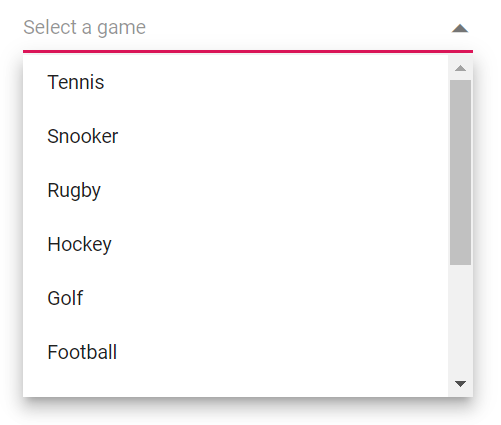 Select a game
Tennis
Snooker
Rugby
Hockey
Golf
Football